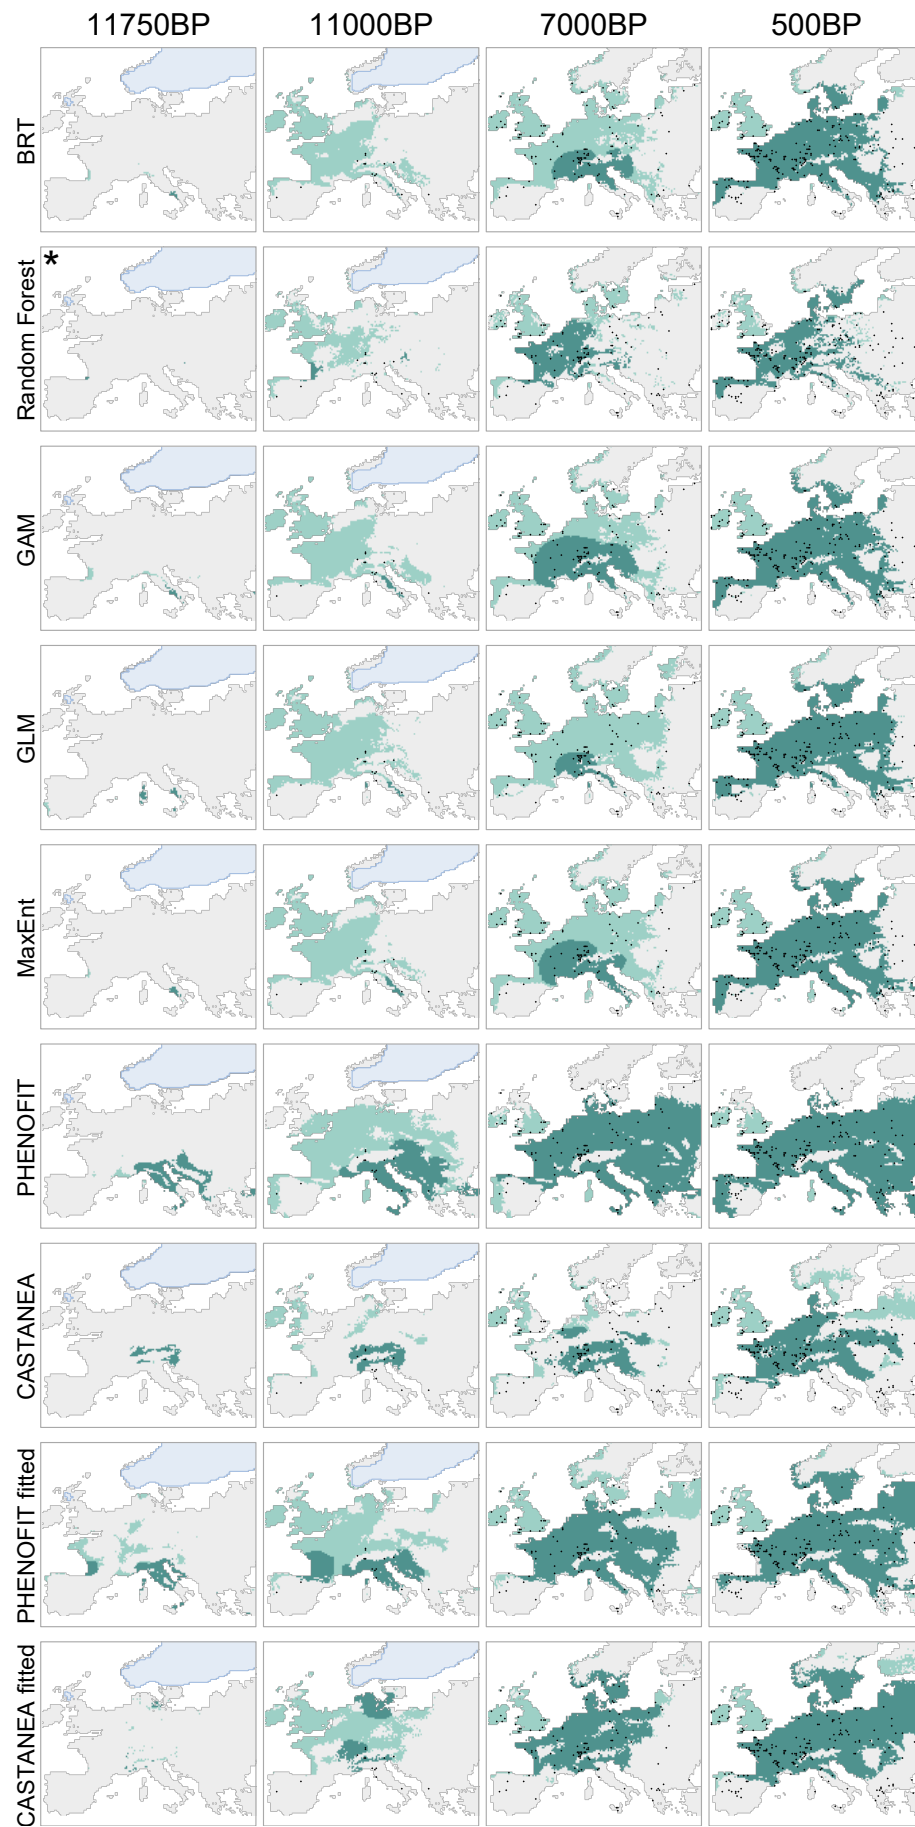 11750BP 11000BP 7000BP 500BP
BRT
Random Forest
*
GAM
GLM
MaxEnt
PHENOFIT
CASTANEA
PHENOFIT fitted
CASTANEA fitted